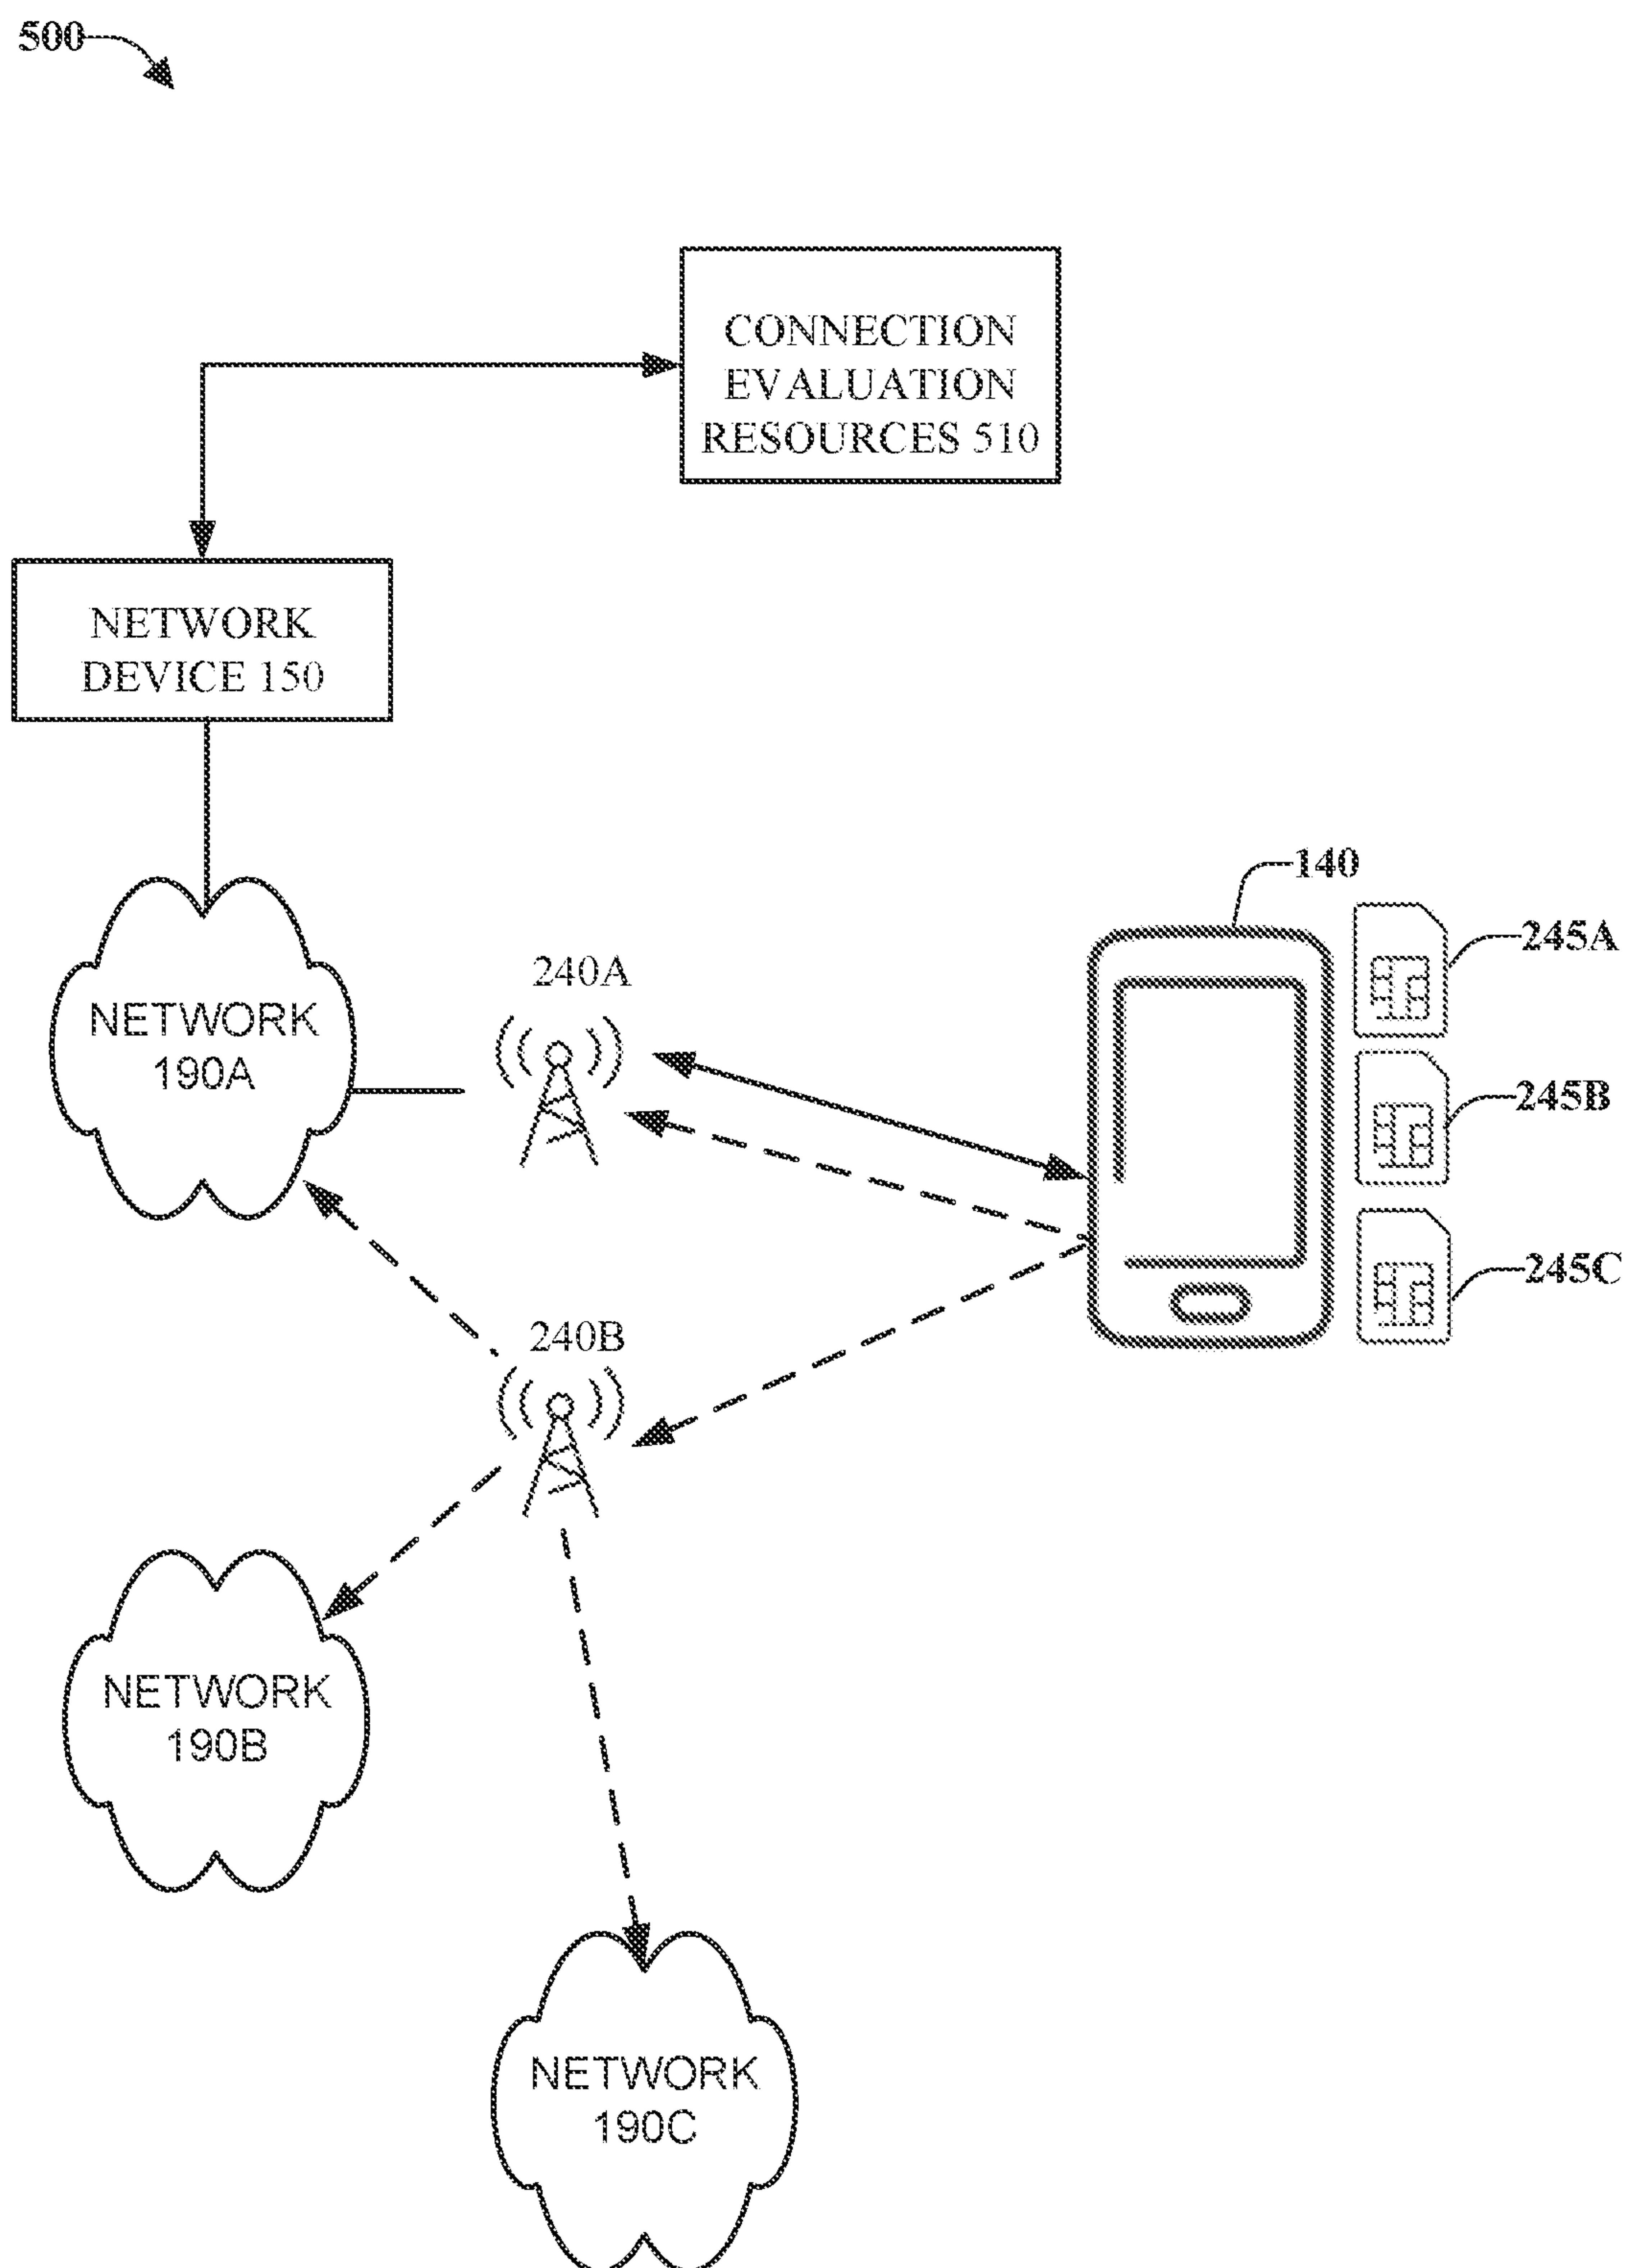 500
CONNECTION
EVALUATION
RESOURCES 510
NETWORK
DEVICE 150
140
245A
240A
NETWORK
190A
245B
245C
240B
NETWORK
190B
NETWORK
190C